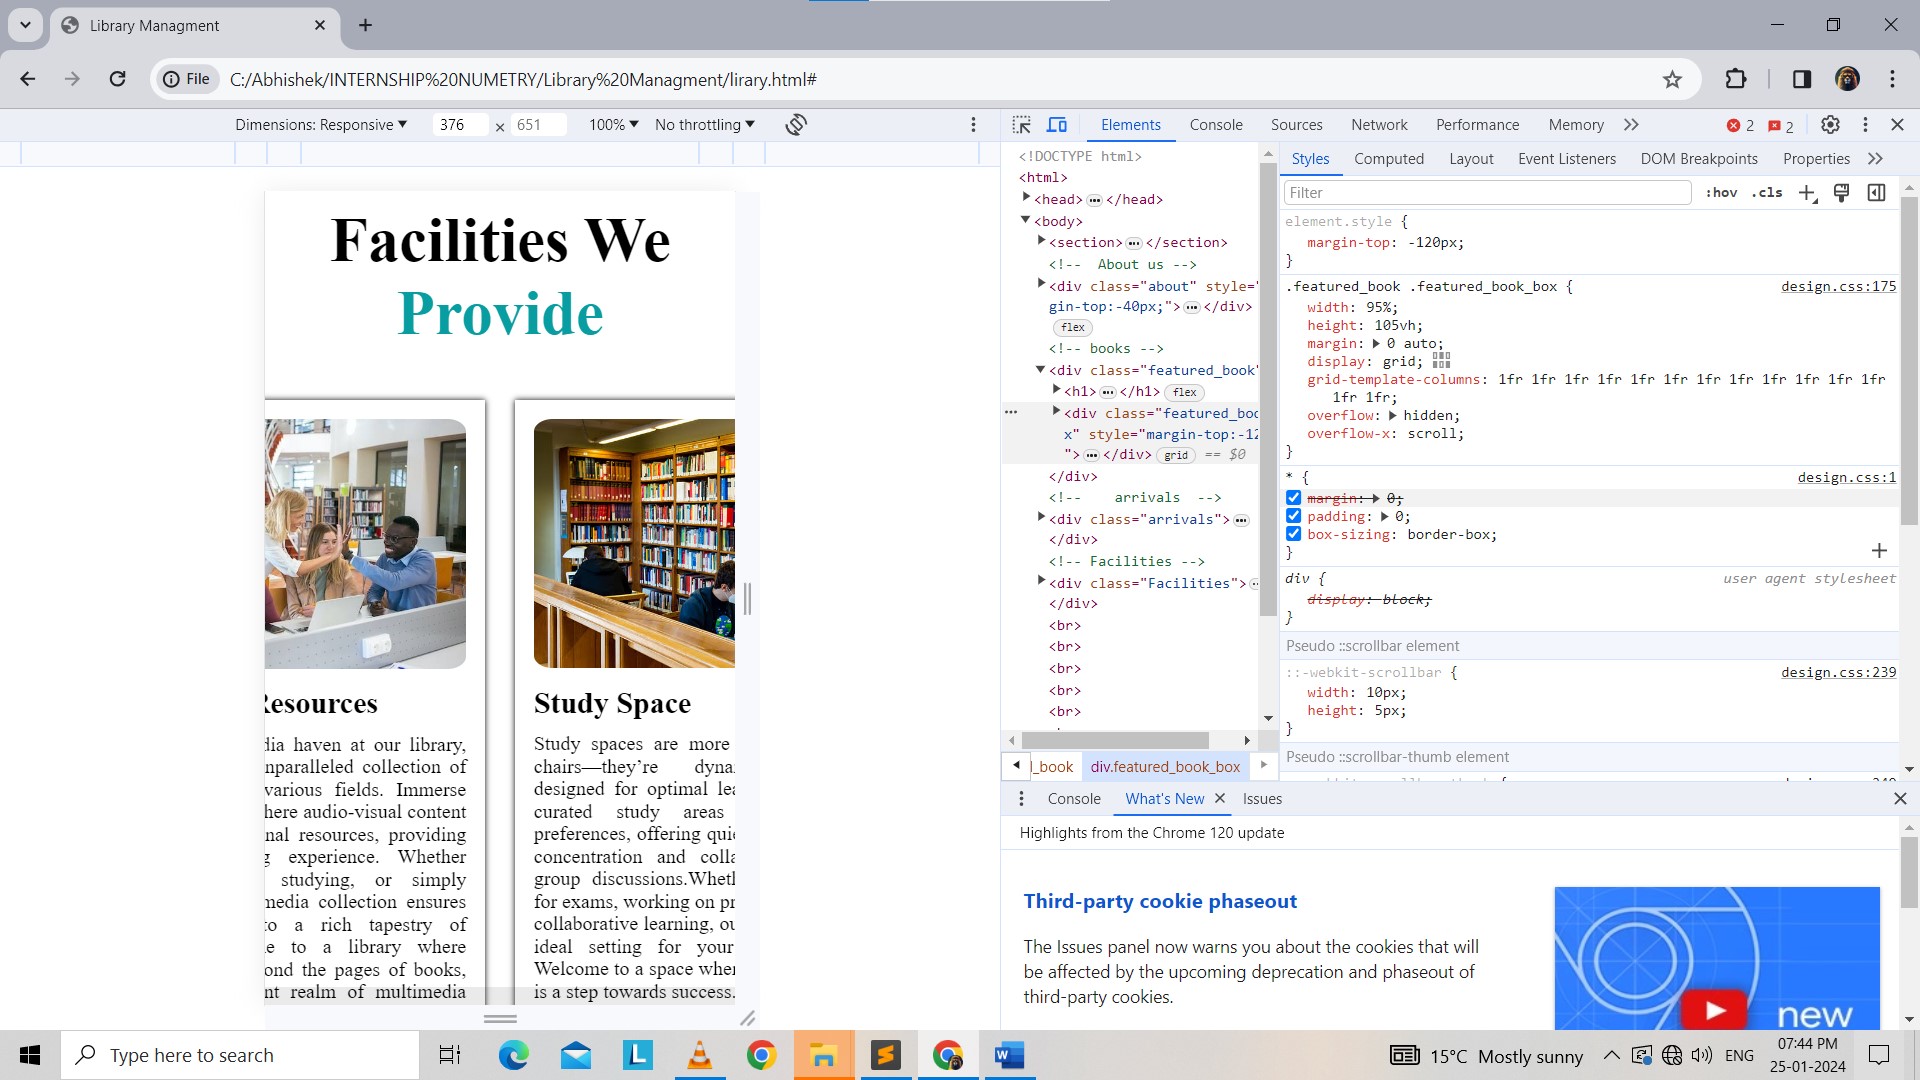 Library Managment
File
C:/Abhishek/INTERNSHIP%20NUMETRY/Library%20Managment/lirary.html#
Dimensions: Responsive
376 × 651
100%
No throttling
Facilities We
Provide
Resources
dia haven at our library,
nparalleled collection of
various fields. Immerse
here audio-visual content
nal resources, providing
g experience. Whether
studying, or simply
media collection ensures
to a rich tapestry of
e to a library where
ond the pages of books,
nt realm of multimedia
Study Space
Study spaces are more
chairs—they're dyna
designed for optimal lea
curated study areas
preferences, offering quie
concentration and colla
group discussions.Wheth
for exams, working on pr
collaborative learning, ou
ideal setting for your
Welcome to a space wher
is a step towards success.
Elements
Console
Sources
Network
Performance
Memory
2
2
<!DOCTYPE html>
<html>
<head> ••• </head>
<body>
<section> ••• </section>
<!-- About us -->
<div class="about" style="
gin-top:-40px;"> ••• </div>
flex
<!-- books -->
<div class="featured_book"
<h1> ••• </h1> flex
<div class="featured_boo
x" style="margin-top:-12
"> ••• </div> grid == $0
</div>
<!-- arrivals -->
<div class="arrivals"> •••
</div>
<!-- Facilities -->
<div class="Facilities">
</div>
<br>
<br>
<br>
<br>
<br>
_book
div.featured_book_box
Styles
Computed
Layout
Event Listeners
DOM Breakpoints
Properties
Filter
:hov .cls
element.style {
margin-top: -120px;
}
.featured_book .featured_book_box {
design.css:175
width: 95%;
height: 105vh;
margin: 0 auto;
display: grid;
grid-template-columns: 1fr 1fr 1fr 1fr 1fr 1fr 1fr 1fr 1fr 1fr 1fr 1fr
1fr 1fr;
overflow: hidden;
overflow-x: scroll;
}
* {
design.css:1
margin: 0;
padding: 0;
box-sizing: border-box;
}
div {
user agent stylesheet
display: block;
}
Pseudo ::scrollbar element
::-webkit-scrollbar {
design.css:239
width: 10px;
height: 5px;
}
Pseudo ::scrollbar-thumb element
Console
What's New
Issues
Highlights from the Chrome 120 update
Third-party cookie phaseout
The Issues panel now warns you about the cookies that will
be affected by the upcoming deprecation and phaseout of
third-party cookies.
new
Type here to search
15°C Mostly sunny
ENG
07:44 PM
25-01-2024